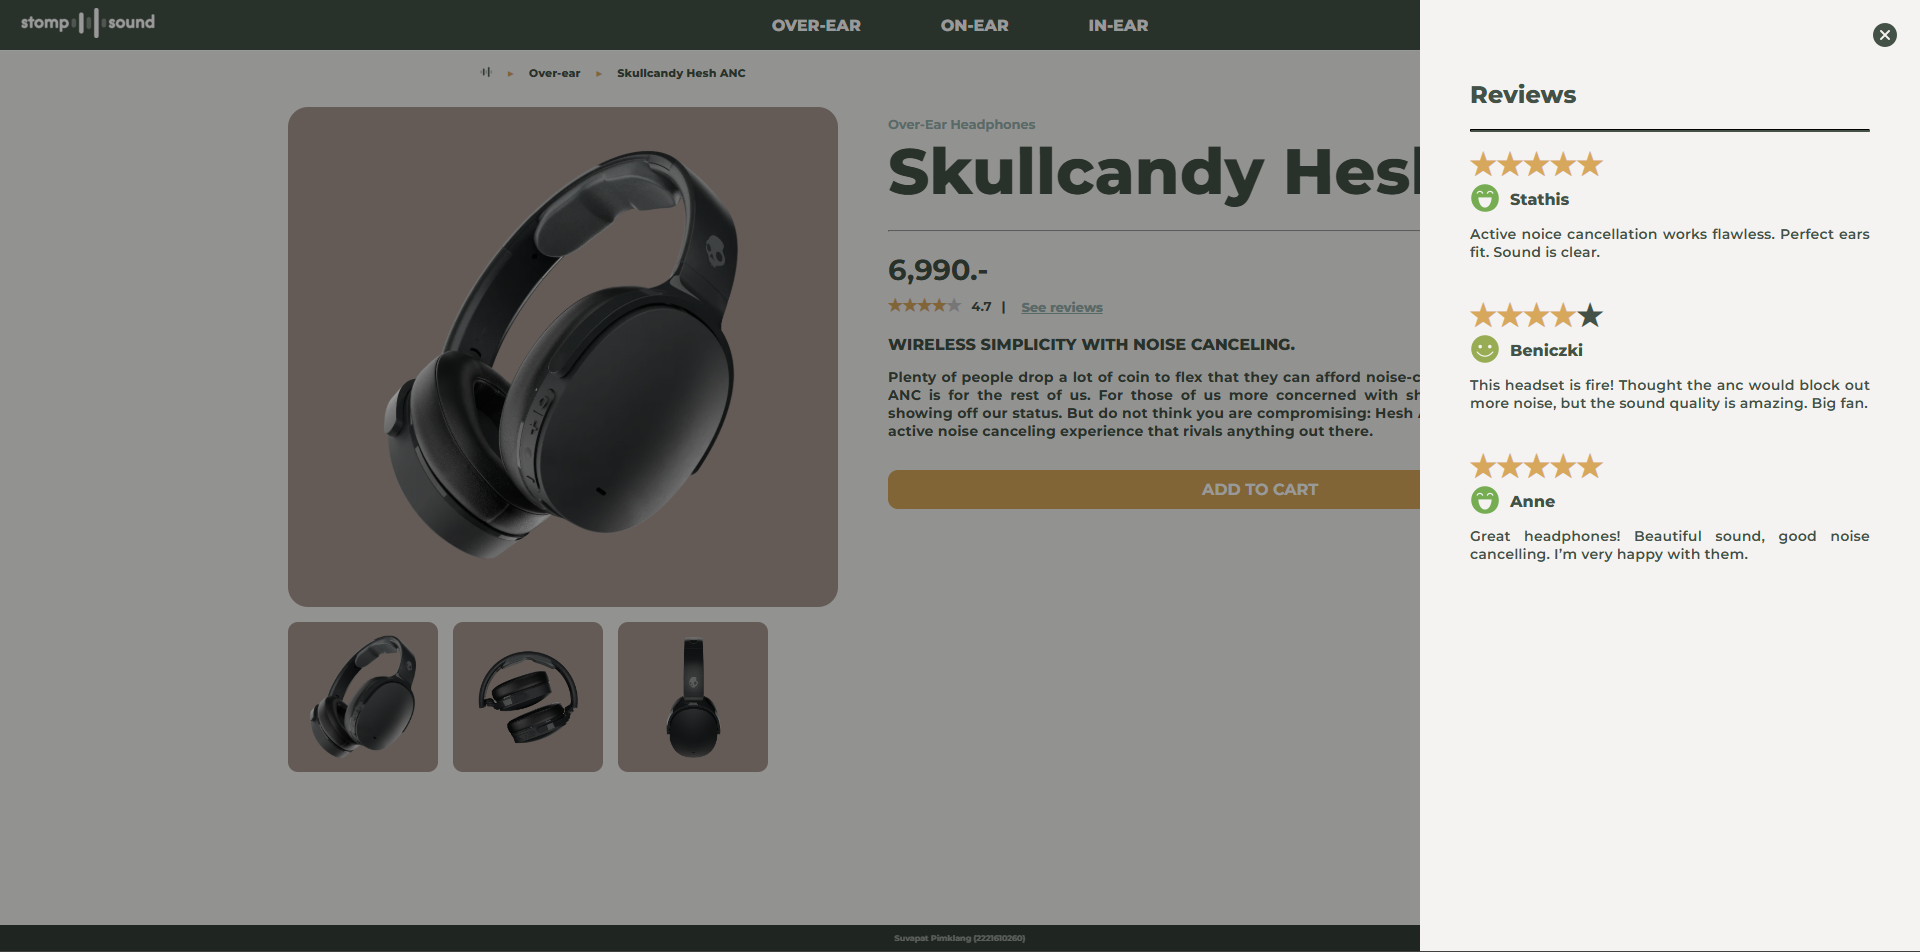 stomp sound
OVER-EAR ON-EAR IN-EAR
Over-ear Skullcandy Hesh ANC
Over-Ear Headphones
Skullcandy Hesh
6,990.-
4.7 | See reviews
WIRELESS SIMPLICITY WITH NOISE CANCELING.
Plenty of people drop a lot of coin to flex that they can afford noise-c
ANC is for the rest of us. For those of us more concerned with sh
showing off our status. But do not think you are compromising: Hesh
active noise canceling experience that rivals anything out there.
ADD TO CART
Reviews
Stathis
Active noice cancellation works flawless. Perfect ears
fit. Sound is clear.
Beniczki
This headset is fire! Thought the anc would block out
more noise, but the sound quality is amazing. Big fan.
Anne
Great headphones! Beautiful sound, good noise
cancelling. I’m very happy with them.
Suvapat Pimklang (2221610260)